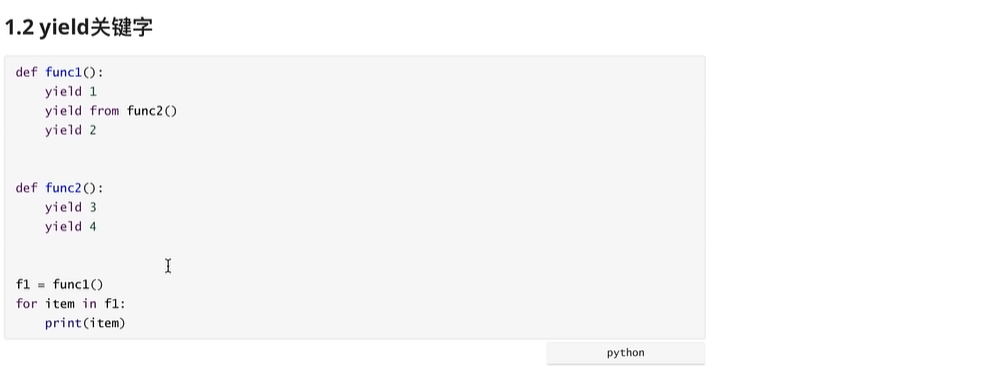 1.2 yield关键字
def func1():
    yield 1
    yield from func2()
    yield 2
def func2():
    yield 3
    yield 4
f1 = func1()
for item in f1:
    print(item)
python